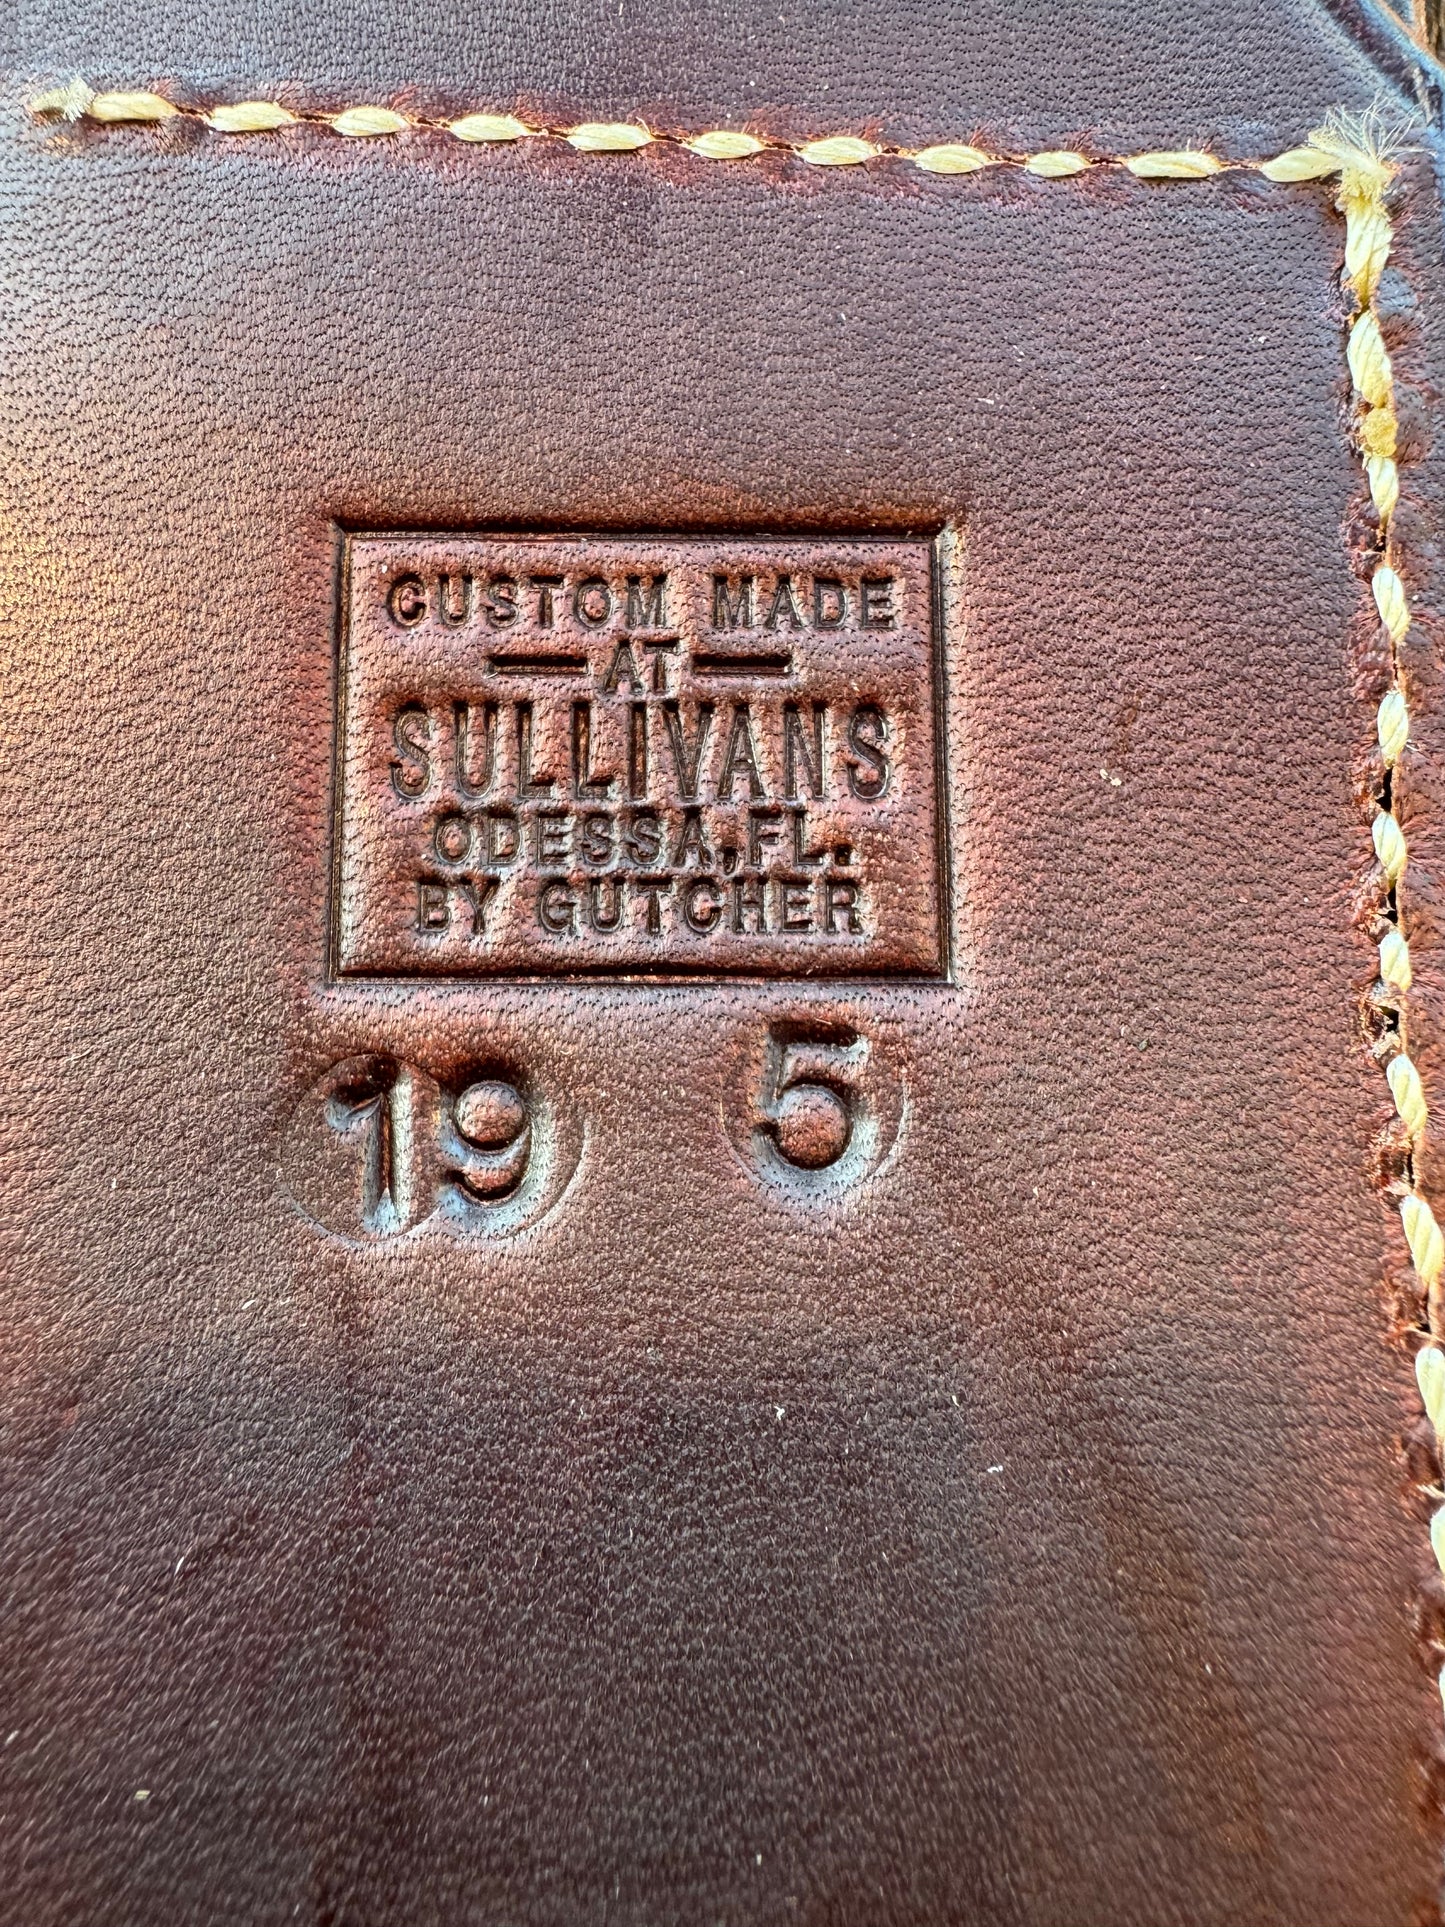 CUSTOM MADE
— AT —
SULLIVANS
ODESSA, FL.
BY GUTCHER
19 5